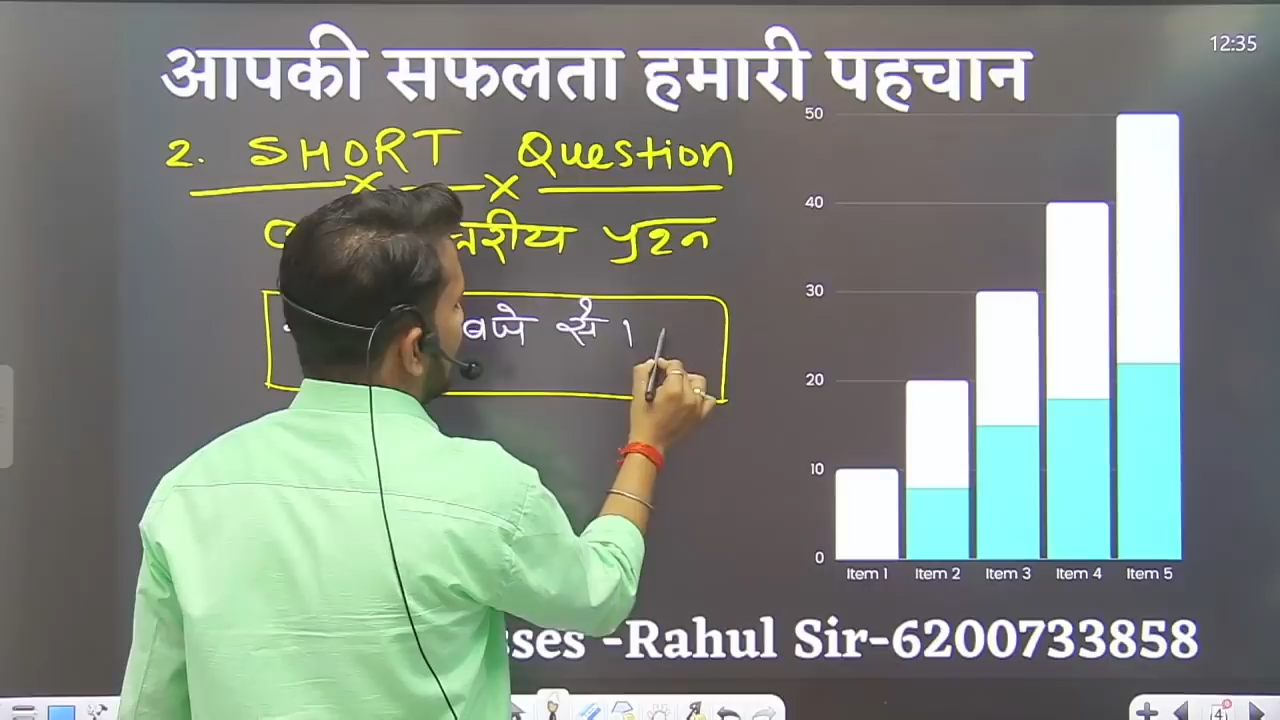 आपकी सफलता हमारी पहचान
12:35
2. SHORT Question
त्तरीय प्रश्न
बजे से ।
50
40
30
20
10
0
Item 1 Item 2 Item 3 Item 4 Item 5
-Rahul Sir-6200733858
4